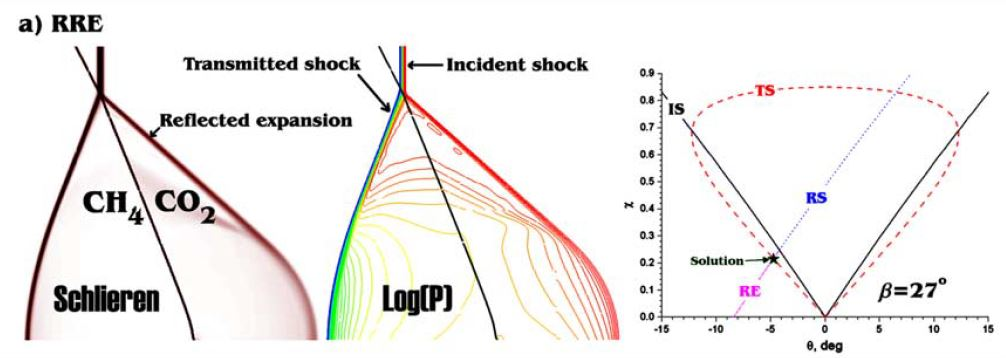 a) RRE
Transmitted shock
Incident shock
Reflected expansion
CH4
CO2
Schlieren
Log(P)
0.9
0.8
0.7
0.6
0.5
0.4
0.3
0.2
0.1
0.0
χ
IS
TS
RS
Solution
RE
β=27°
-15
-10
-5
0
5
10
15
θ, deg